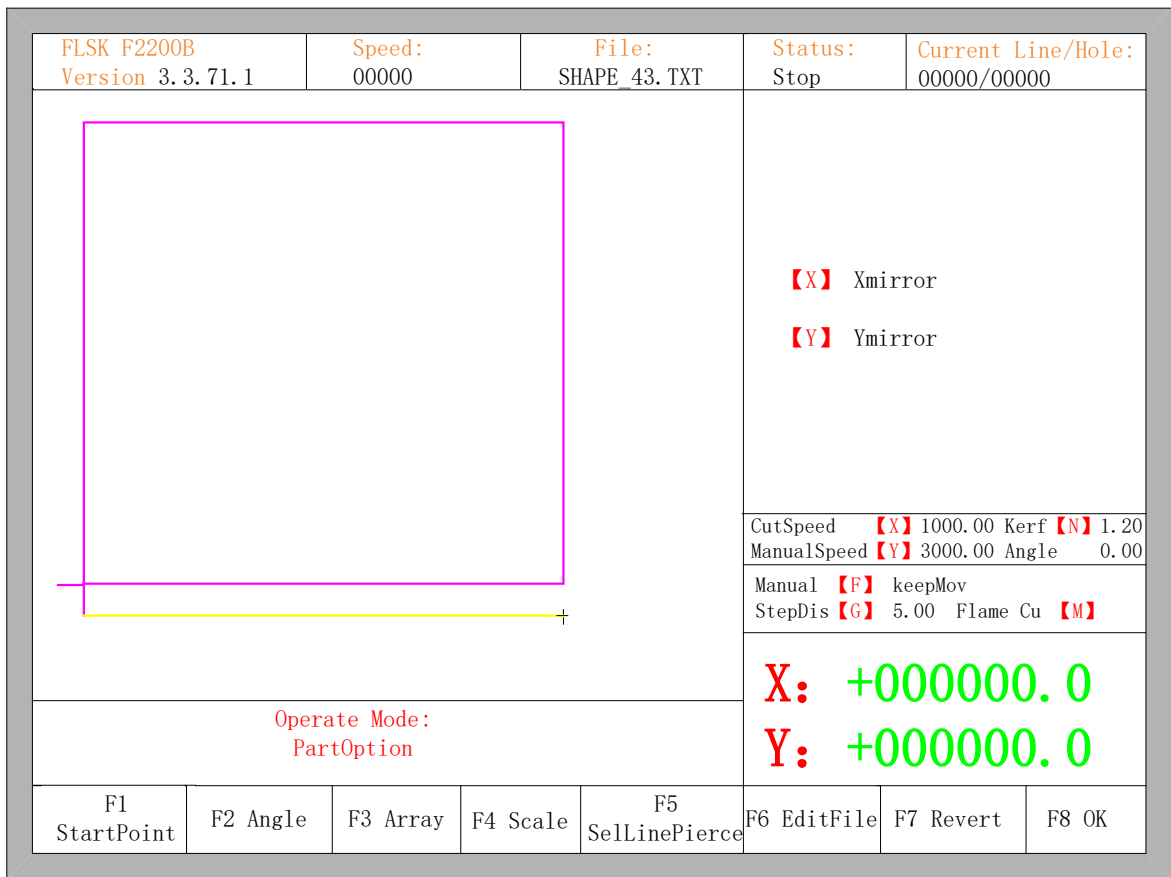 FLSK F2200B
Version 3.3.71.1
Speed:
00000
File:
SHAPE_43.TXT
Status:
Stop
Current Line/Hole:
00000/00000
【X】 Xmirror
【Y】 Ymirror
CutSpeed 【X】 1000.00 Kerf 【N】 1.20
ManualSpeed 【Y】 3000.00 Angle 0.00
Manual 【F】 keepMov
StepDis 【G】 5.00 Flame Cu 【M】
X: +000000.0
Y: +000000.0
Operate Mode:
PartOption
F1
StartPoint
F2 Angle
F3 Array
F4 Scale
F5
SelLinePierce
F6 EditFile
F7 Revert
F8 OK